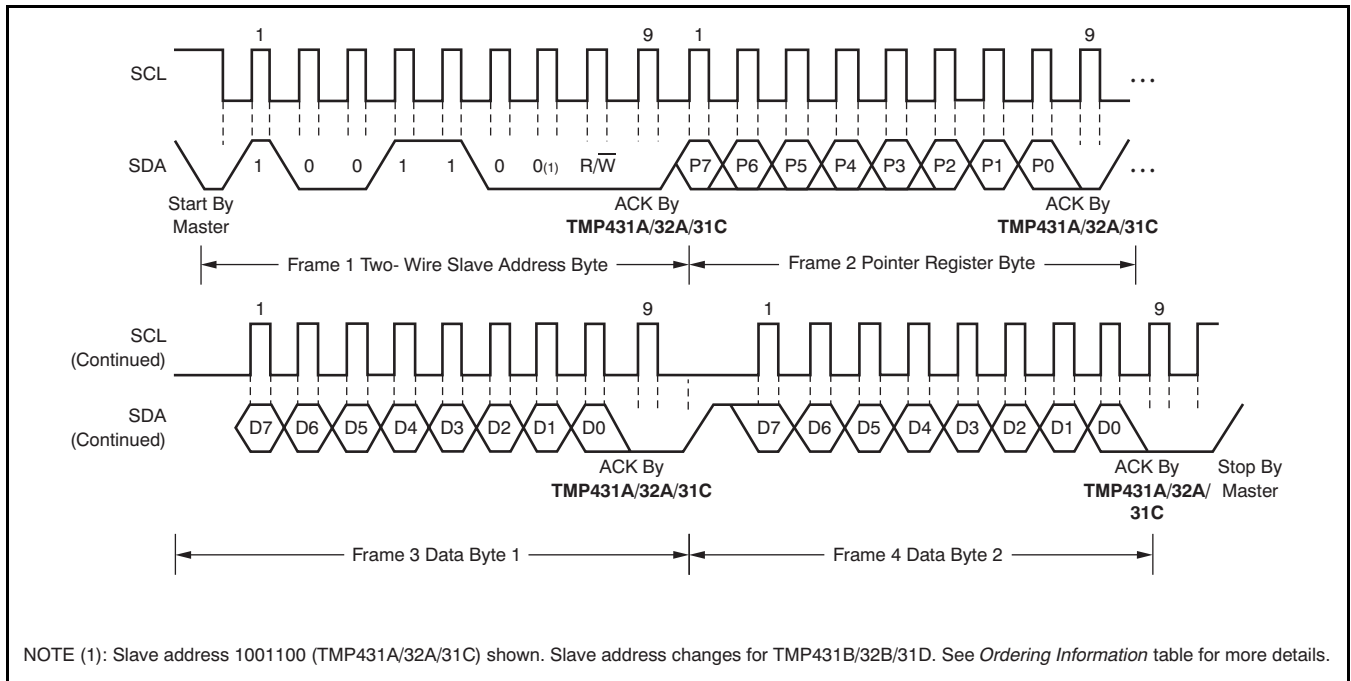 1 9 1 9
SCL ...
SDA 1 0 0 1 1 0 0(1) R/W̅ P7 P6 P5 P4 P3 P2 P1 P0 ...
Start By Master
ACK By TMP431A/32A/31C
ACK By TMP431A/32A/31C
Frame 1 Two- Wire Slave Address Byte
Frame 2 Pointer Register Byte
1 9 1 9
SCL (Continued)
SDA (Continued) D7 D6 D5 D4 D3 D2 D1 D0 D7 D6 D5 D4 D3 D2 D1 D0
ACK By TMP431A/32A/31C
ACK By TMP431A/32A/31C
Stop By Master
Frame 3 Data Byte 1
Frame 4 Data Byte 2
NOTE (1): Slave address 1001100 (TMP431A/32A/31C) shown. Slave address changes for TMP431B/32B/31D. See Ordering Information table for more details.